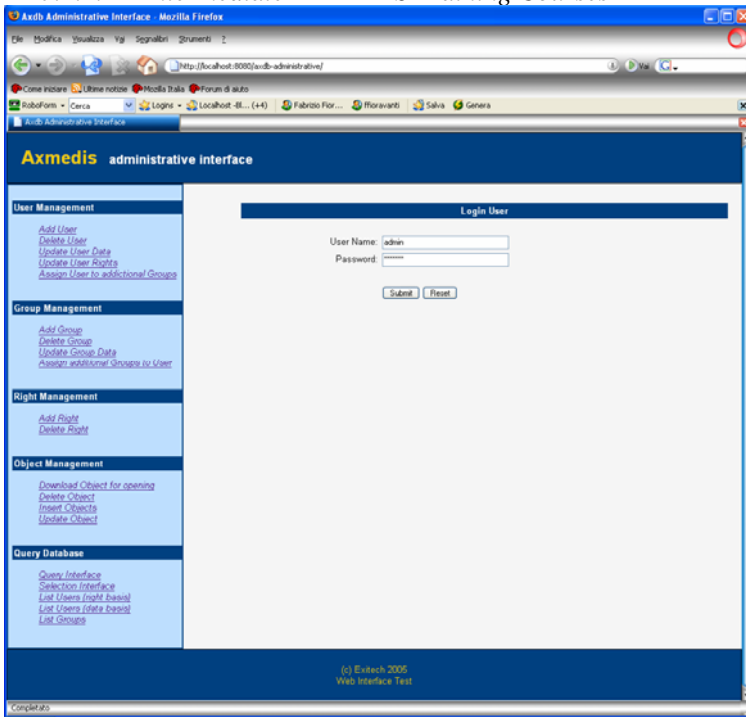 Axdb Administrative Interface - Mozilla Firefox
File Modifica Visualizza Vai Segnalibri Strumenti ?
http://localhost:8080/axdb-administrative/
Vai
Come iniziare Ultime notizie Mozilla Italia Forum di aiuto
RoboForm Cerca Logins Localhost -Bl... (+4) Fabrizio Fior... ffioravanti Salva Genera
Axdb Administrative Interface
Axmedis administrative interface
User Management
Add User
Delete User
Update User Data
Update User Rights
Assign User to addictional Groups
Group Management
Add Group
Delete Group
Update Group Data
Assign additional Groups to User
Right Management
Add Right
Delete Right
Object Management
Download Object for opening
Delete Object
Insert Objects
Update Object
Query Database
Query Interface
Selection Interface
List Users (right basis)
List Users (data basis)
List Groups
Login User
User Name: admin
Password: *******
Submit Reset
(c) Exitech 2005
Web Interface Test
Completato